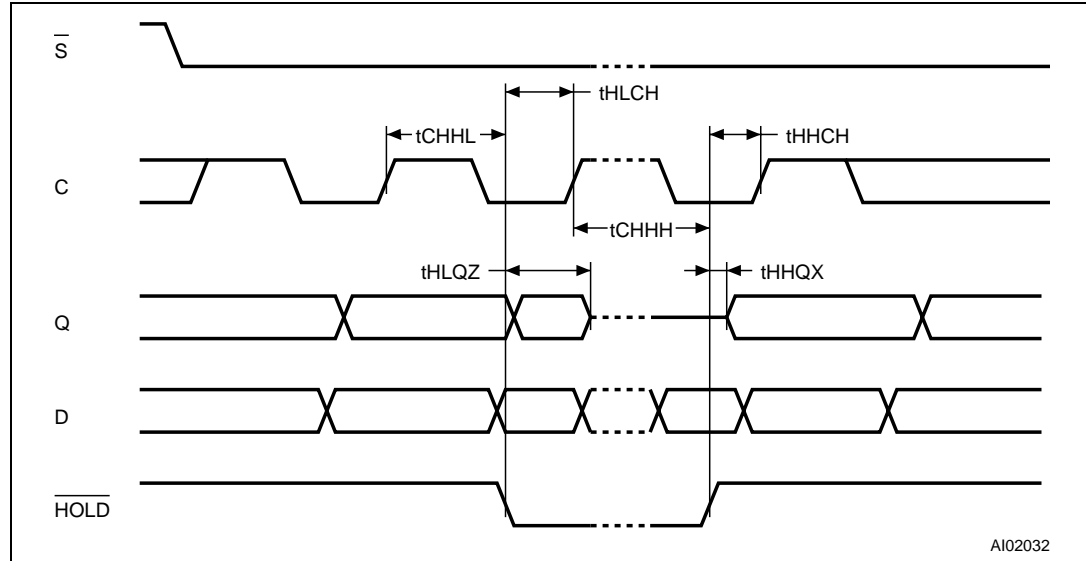 S
tHLCH
tCHHL
tHHCH
C
tCHHH
tHLQZ
tHHQX
Q
D
HOLD
AI02032